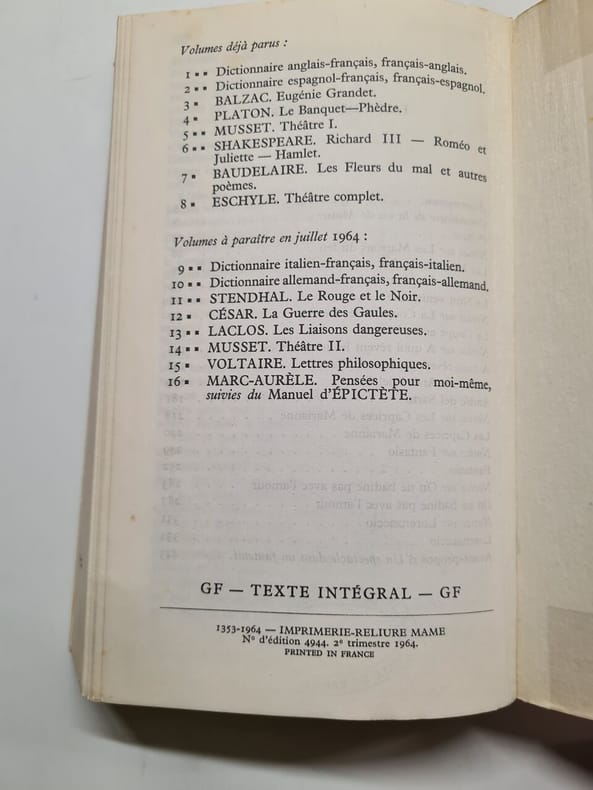 Volumes déjà parus :
1 ▪ ▪ Dictionnaire anglais-français, français-anglais.
2 ▪ ▪ Dictionnaire espagnol-français, français-espagnol.
3 ▪ BALZAC. Eugénie Grandet.
4 ▪ PLATON. Le Banquet—Phèdre.
5 ▪ ▪ MUSSET. Théâtre I.
6 ▪ ▪ SHAKESPEARE. Richard III — Roméo et
Juliette — Hamlet.
7 ▪ BAUDELAIRE. Les Fleurs du mal et autres
poèmes.
8 ▪ ESCHYLE. Théâtre complet.
Volumes à paraître en juillet 1964 :
9 ▪ ▪ Dictionnaire italien-français, français-italien.
10 ▪ ▪ Dictionnaire allemand-français, français-allemand.
11 ▪ ▪ STENDHAL. Le Rouge et le Noir.
12 ▪ CÉSAR. La Guerre des Gaules.
13 ▪ ▪ LACLOS. Les Liaisons dangereuses.
14 ▪ ▪ MUSSET. Théâtre II.
15 ▪ VOLTAIRE. Lettres philosophiques.
16 ▪ MARC-AURÈLE. Pensées pour moi-même,
suivies du Manuel d'ÉPICTÈTE.
GF — TEXTE INTÉGRAL — GF
1353-1964 — IMPRIMERIE-RELIURE MAME
N° d'édition 4944. 2e trimestre 1964.
PRINTED IN FRANCE